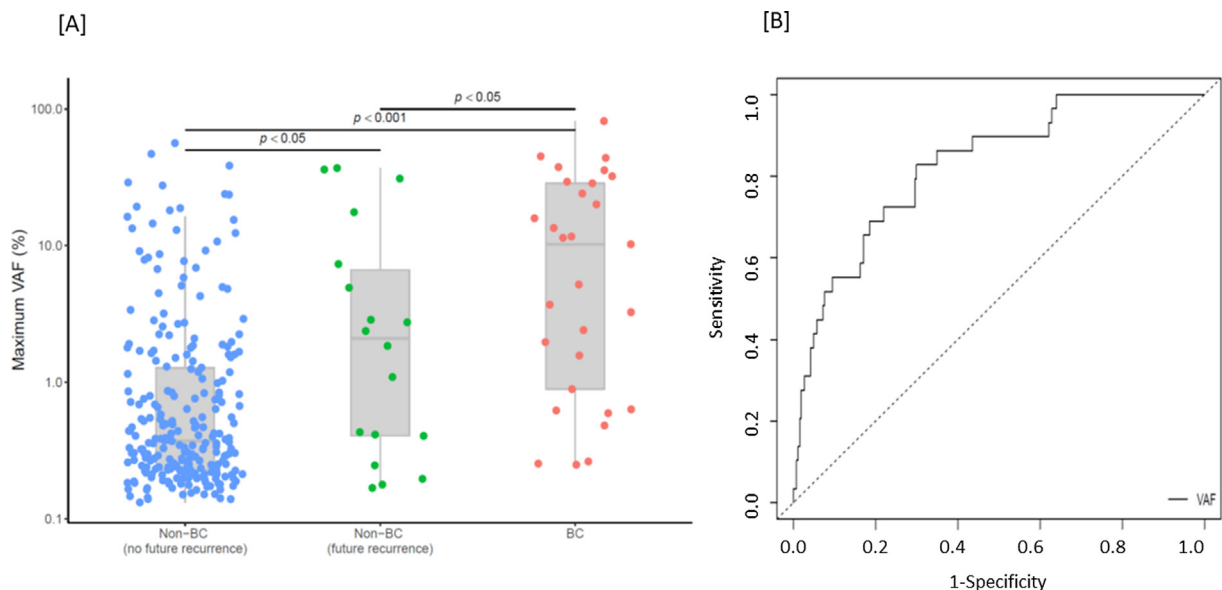 [A]
[B]
Maximum VAF (%)
100.0
10.0
1.0
0.1
p < 0.05
p < 0.001
p < 0.05
Non−BC
(no future recurrence)
Non−BC
(future recurrence)
BC
Sensitivity
1.0
0.8
0.6
0.4
0.2
0.0
VAF
0.0 0.2 0.4 0.6 0.8 1.0
1-Specificity